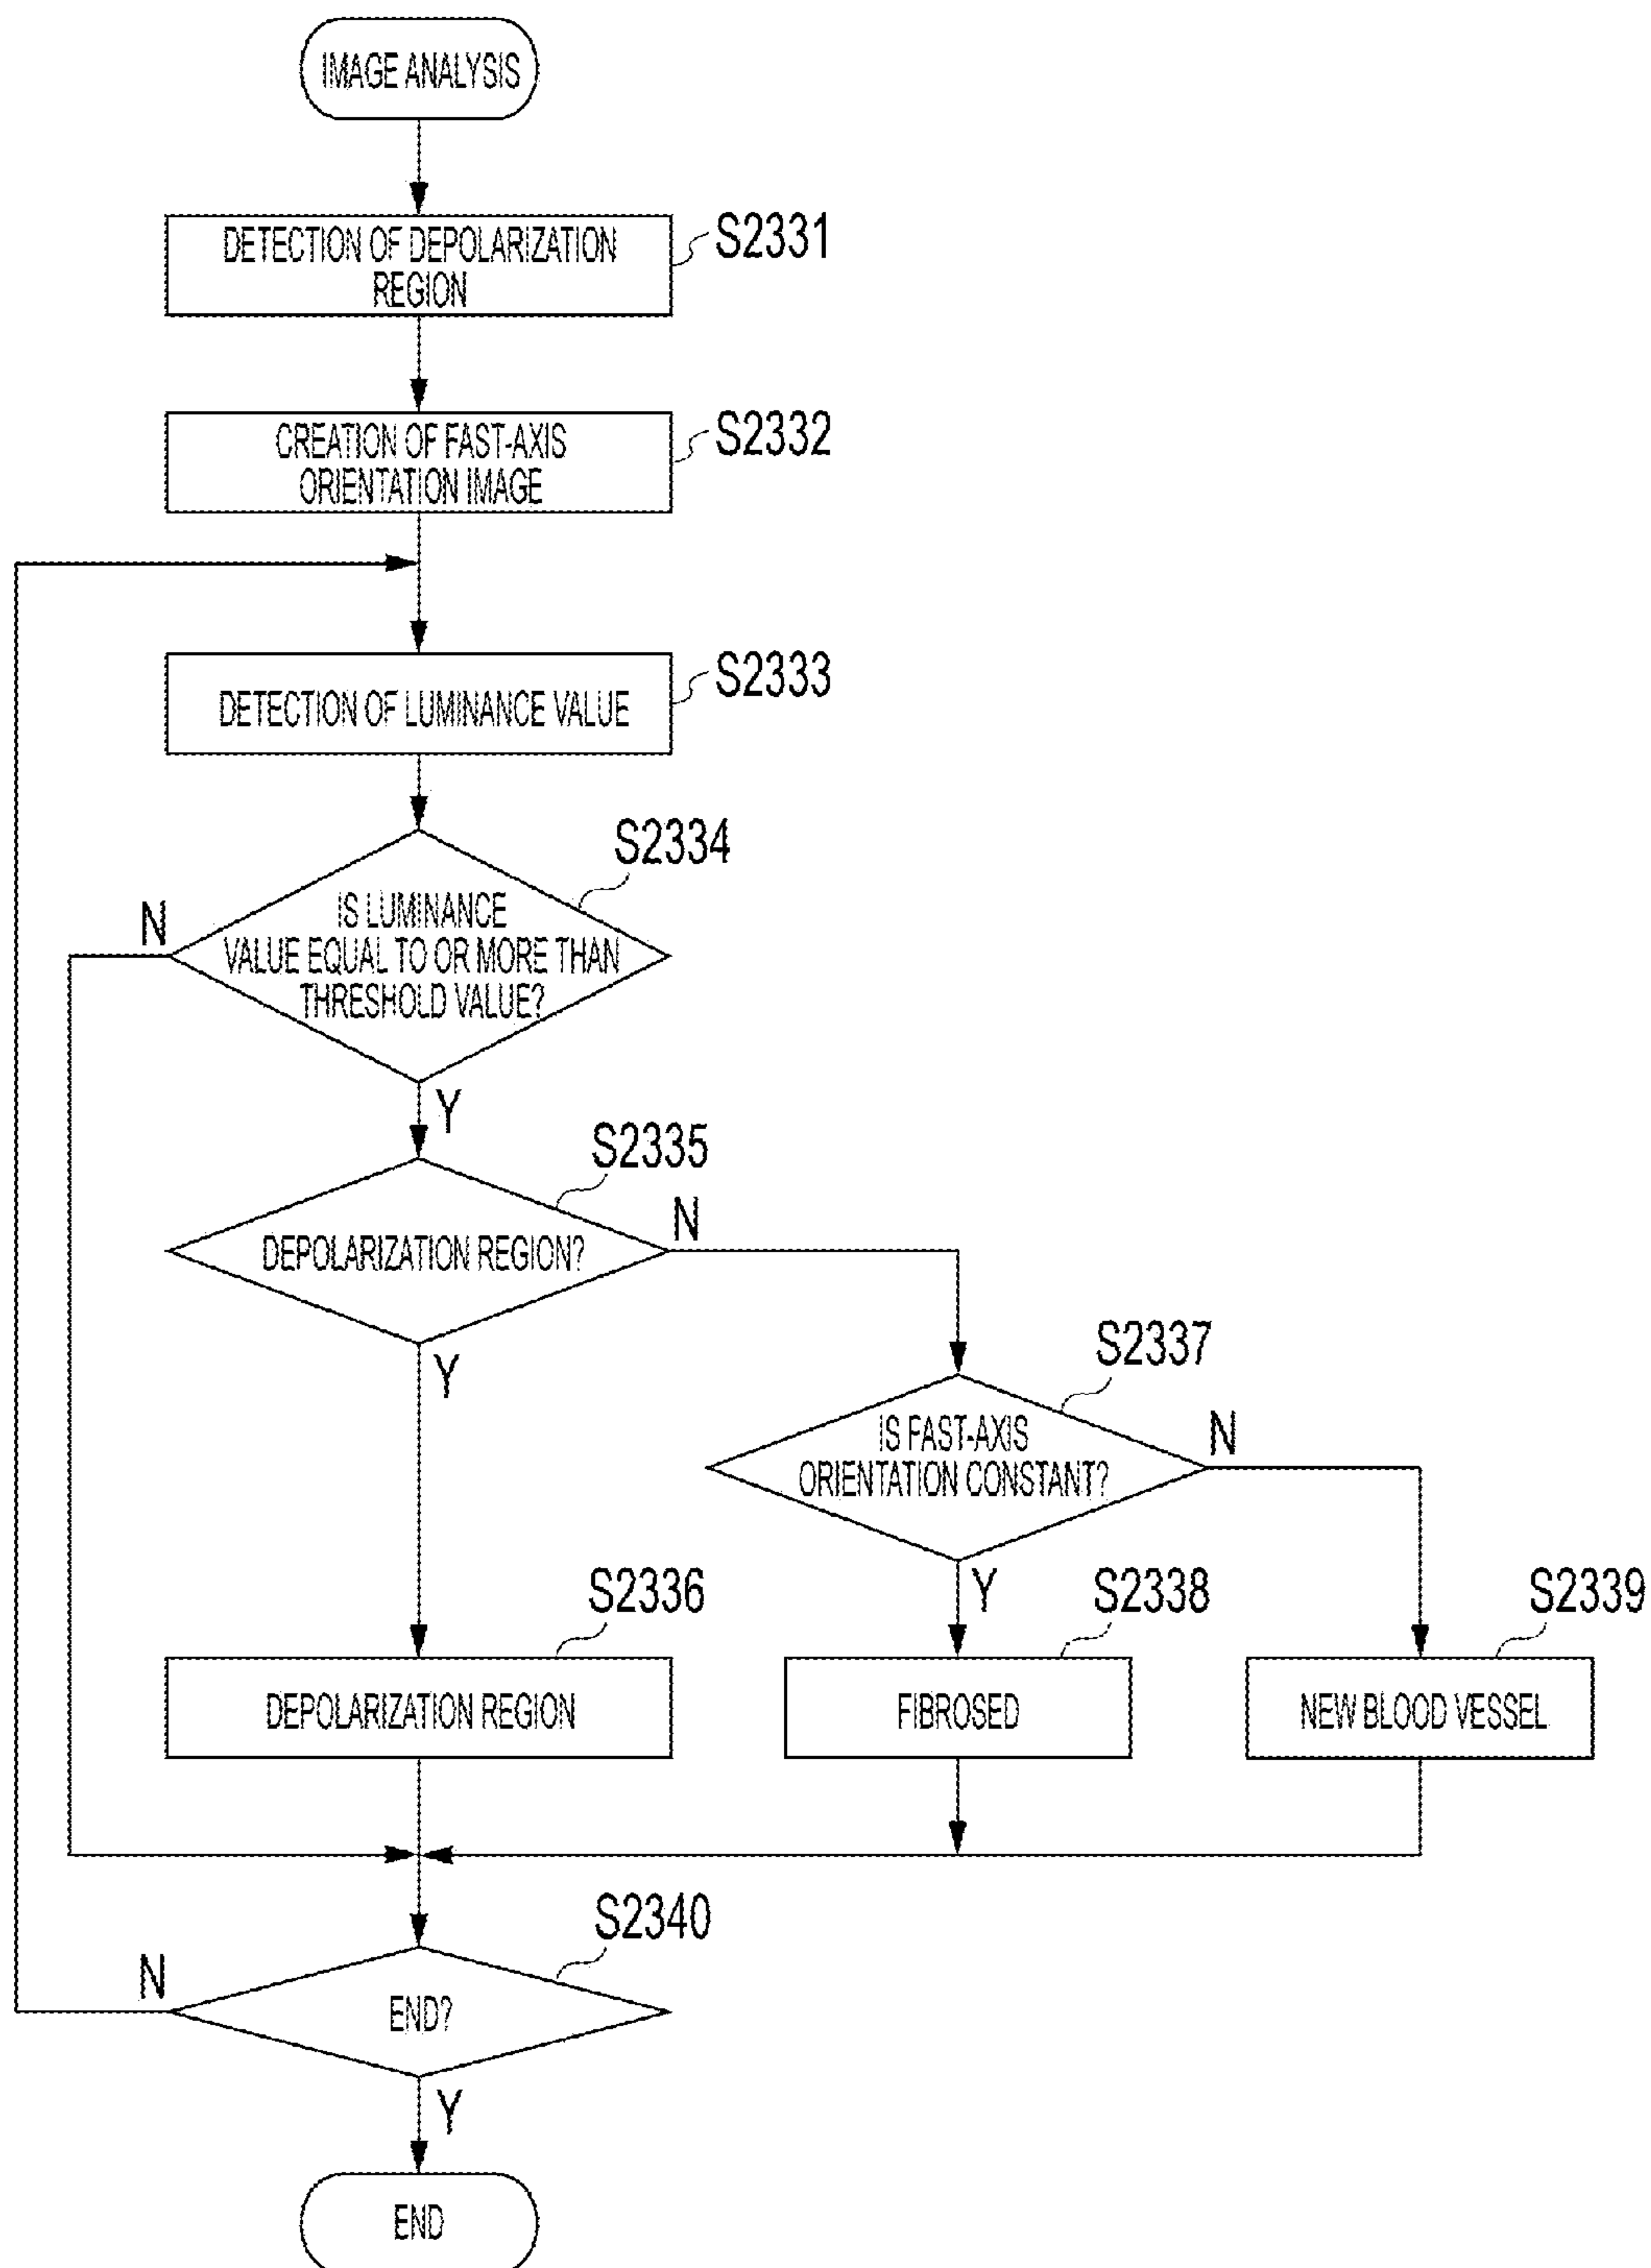 IMAGE ANALYSIS
S2331
DETECTION OF DEPOLARIZATION
REGION
S2332
CREATION OF FAST-AXIS
ORIENTATION IMAGE
S2333
DETECTION OF LUMINANCE VALUE
S2334
N
IS LUMINANCE
VALUE EQUAL TO OR MORE THAN
THRESHOLD VALUE?
Y
S2335
N
DEPOLARIZATION REGION?
Y
S2337
IS FAST-AXIS
ORIENTATION CONSTANT?
N
Y
S2336
DEPOLARIZATION REGION
S2338
FIBROSED
S2339
NEW BLOOD VESSEL
S2340
N
END?
Y
END